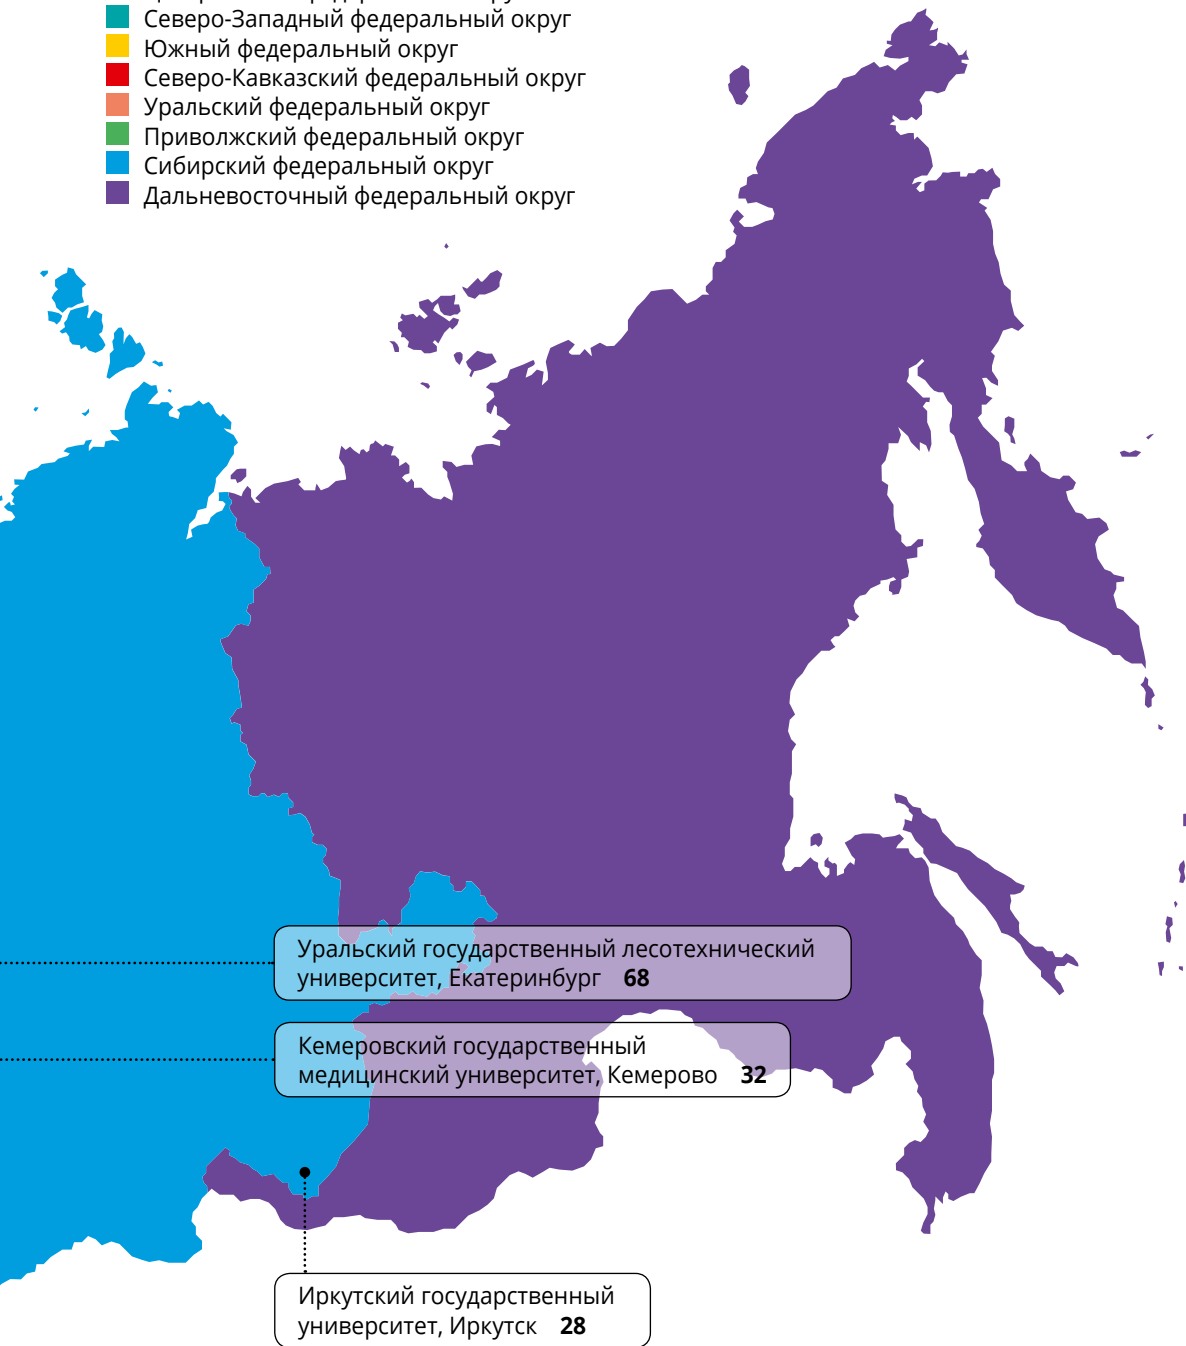 Северо-Западный федеральный округ
Южный федеральный округ
Северо-Кавказский федеральный округ
Уральский федеральный округ
Приволжский федеральный округ
Сибирский федеральный округ
Дальневосточный федеральный округ
Уральский государственный лесотехнический
университет, Екатеринбург 68
Кемеровский государственный
медицинский университет, Кемерово 32
Иркутский государственный
университет, Иркутск 28